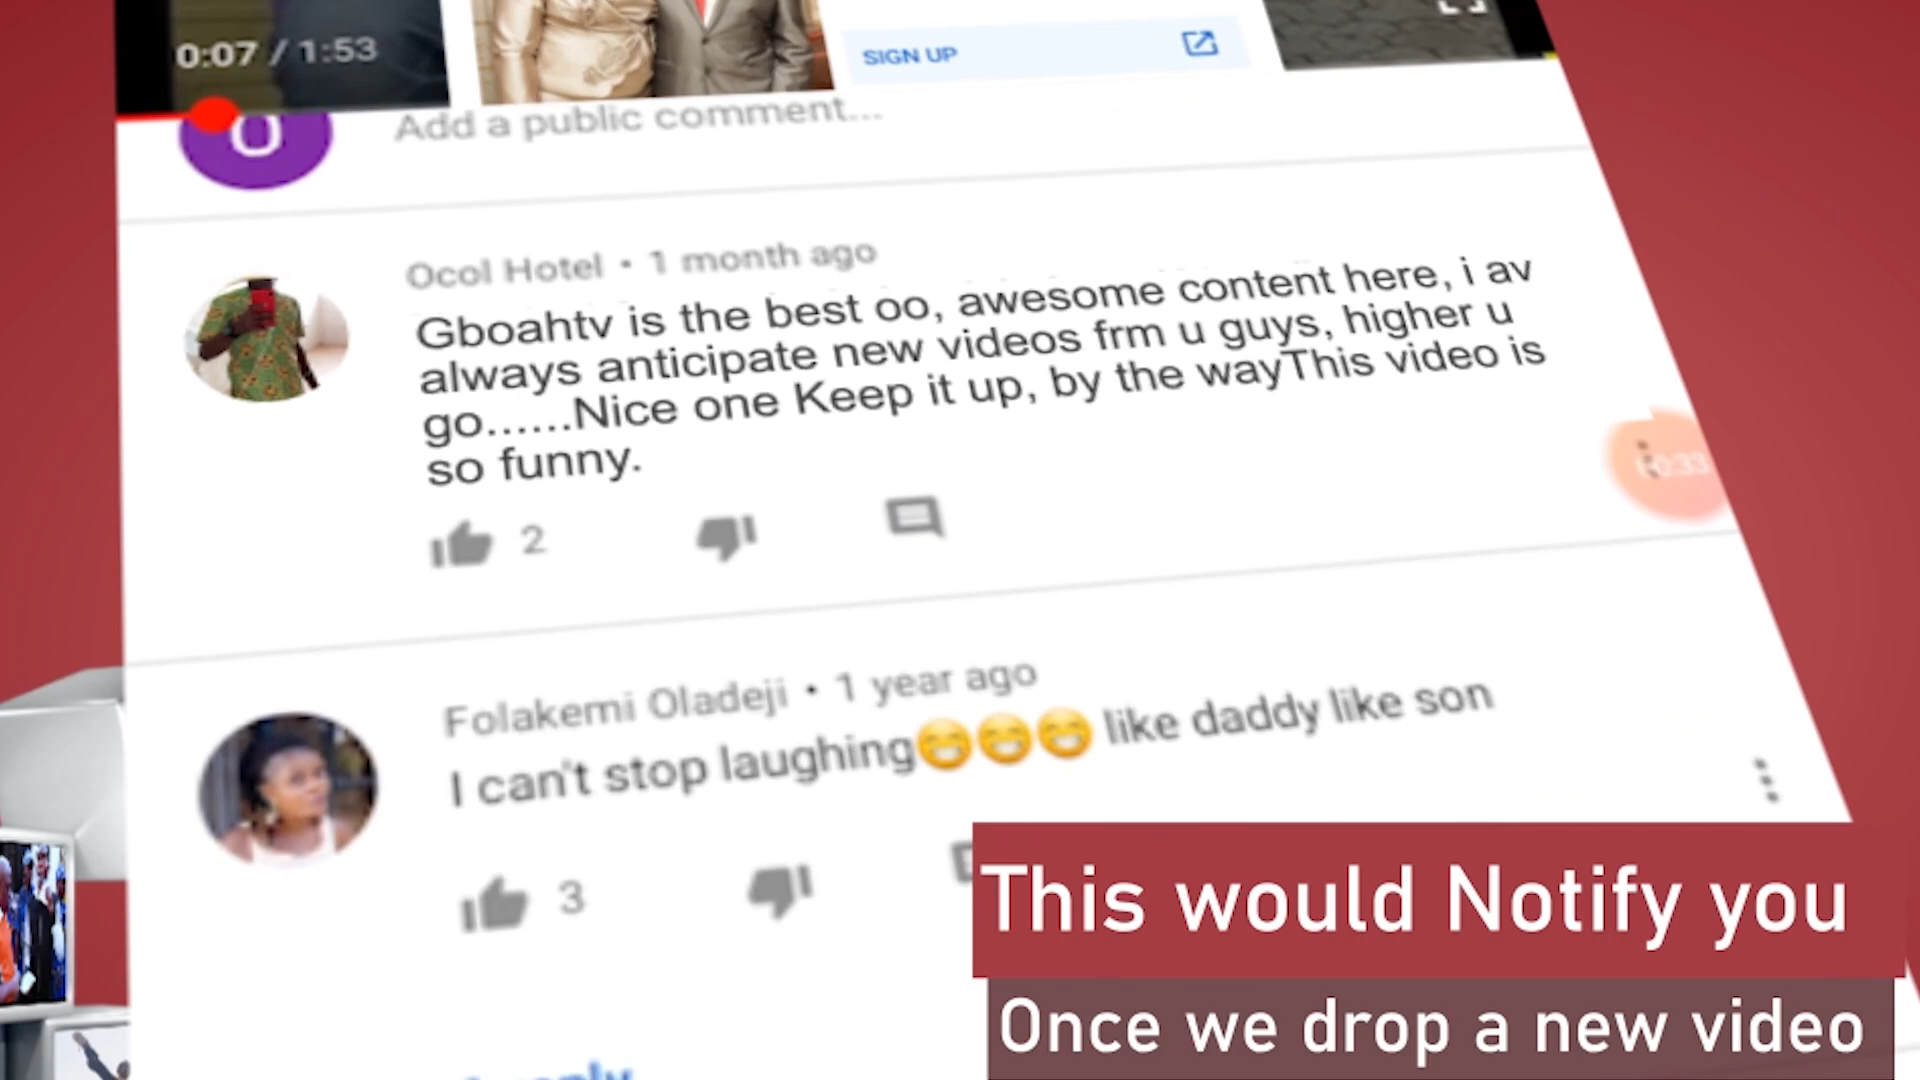 0:07 / 1:53
SIGN UP
Add a public comment...
Ocol Hotel • 1 month ago
Gboahtv is the best oo, awesome content here, i av
always anticipate new videos frm u guys, higher u
go......Nice one Keep it up, by the wayThis video is
so funny.
2
Folakemi Oladeji • 1 year ago
I can't stop laughing😁😁😁 like daddy like son
3
This would Notify you
Once we drop a new video